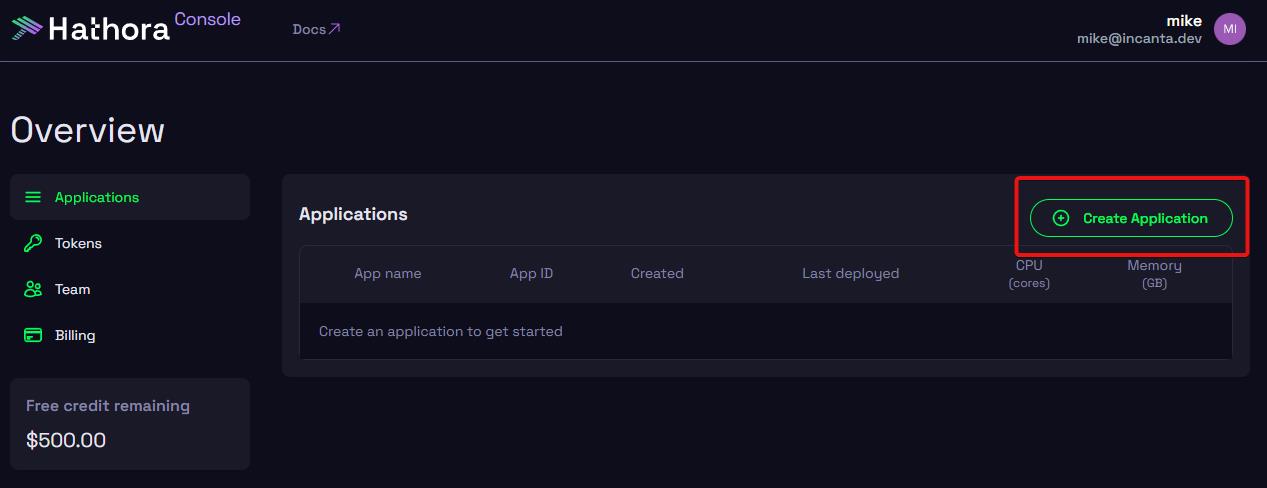 Hathora Console
Docs
mike
mike@incanta.dev
MI
Overview
Applications
Tokens
Team
Billing
Free credit remaining
$500.00
Applications
Create Application
App name App ID Created Last deployed CPU (cores) Memory (GB)
Create an application to get started